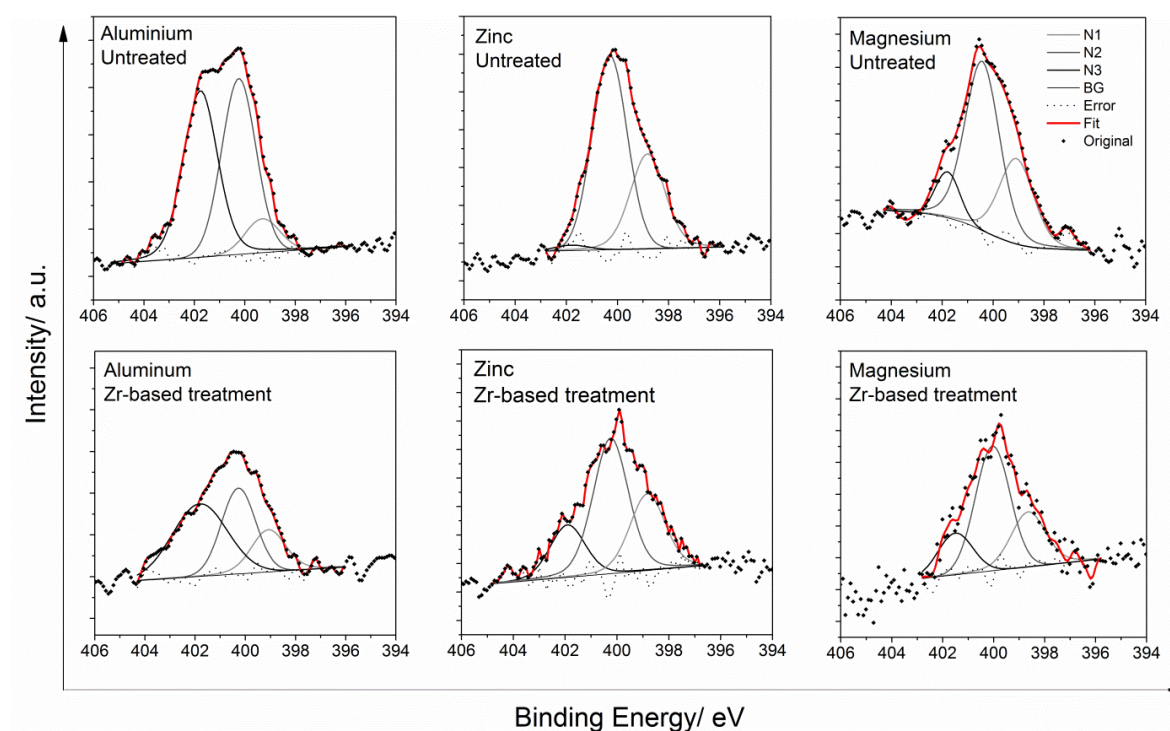 Intensity/ a.u.
Aluminium
Untreated
406 404 402 400 398 396 394
Zinc
Untreated
406 404 402 400 398 396 394
Magnesium
Untreated
N1
N2
N3
BG
Error
Fit
Original
406 404 402 400 398 396 394
Aluminum
Zr-based treatment
406 404 402 400 398 396 394
Zinc
Zr-based treatment
406 404 402 400 398 396 394
Magnesium
Zr-based treatment
406 404 402 400 398 396 394
Binding Energy/ eV